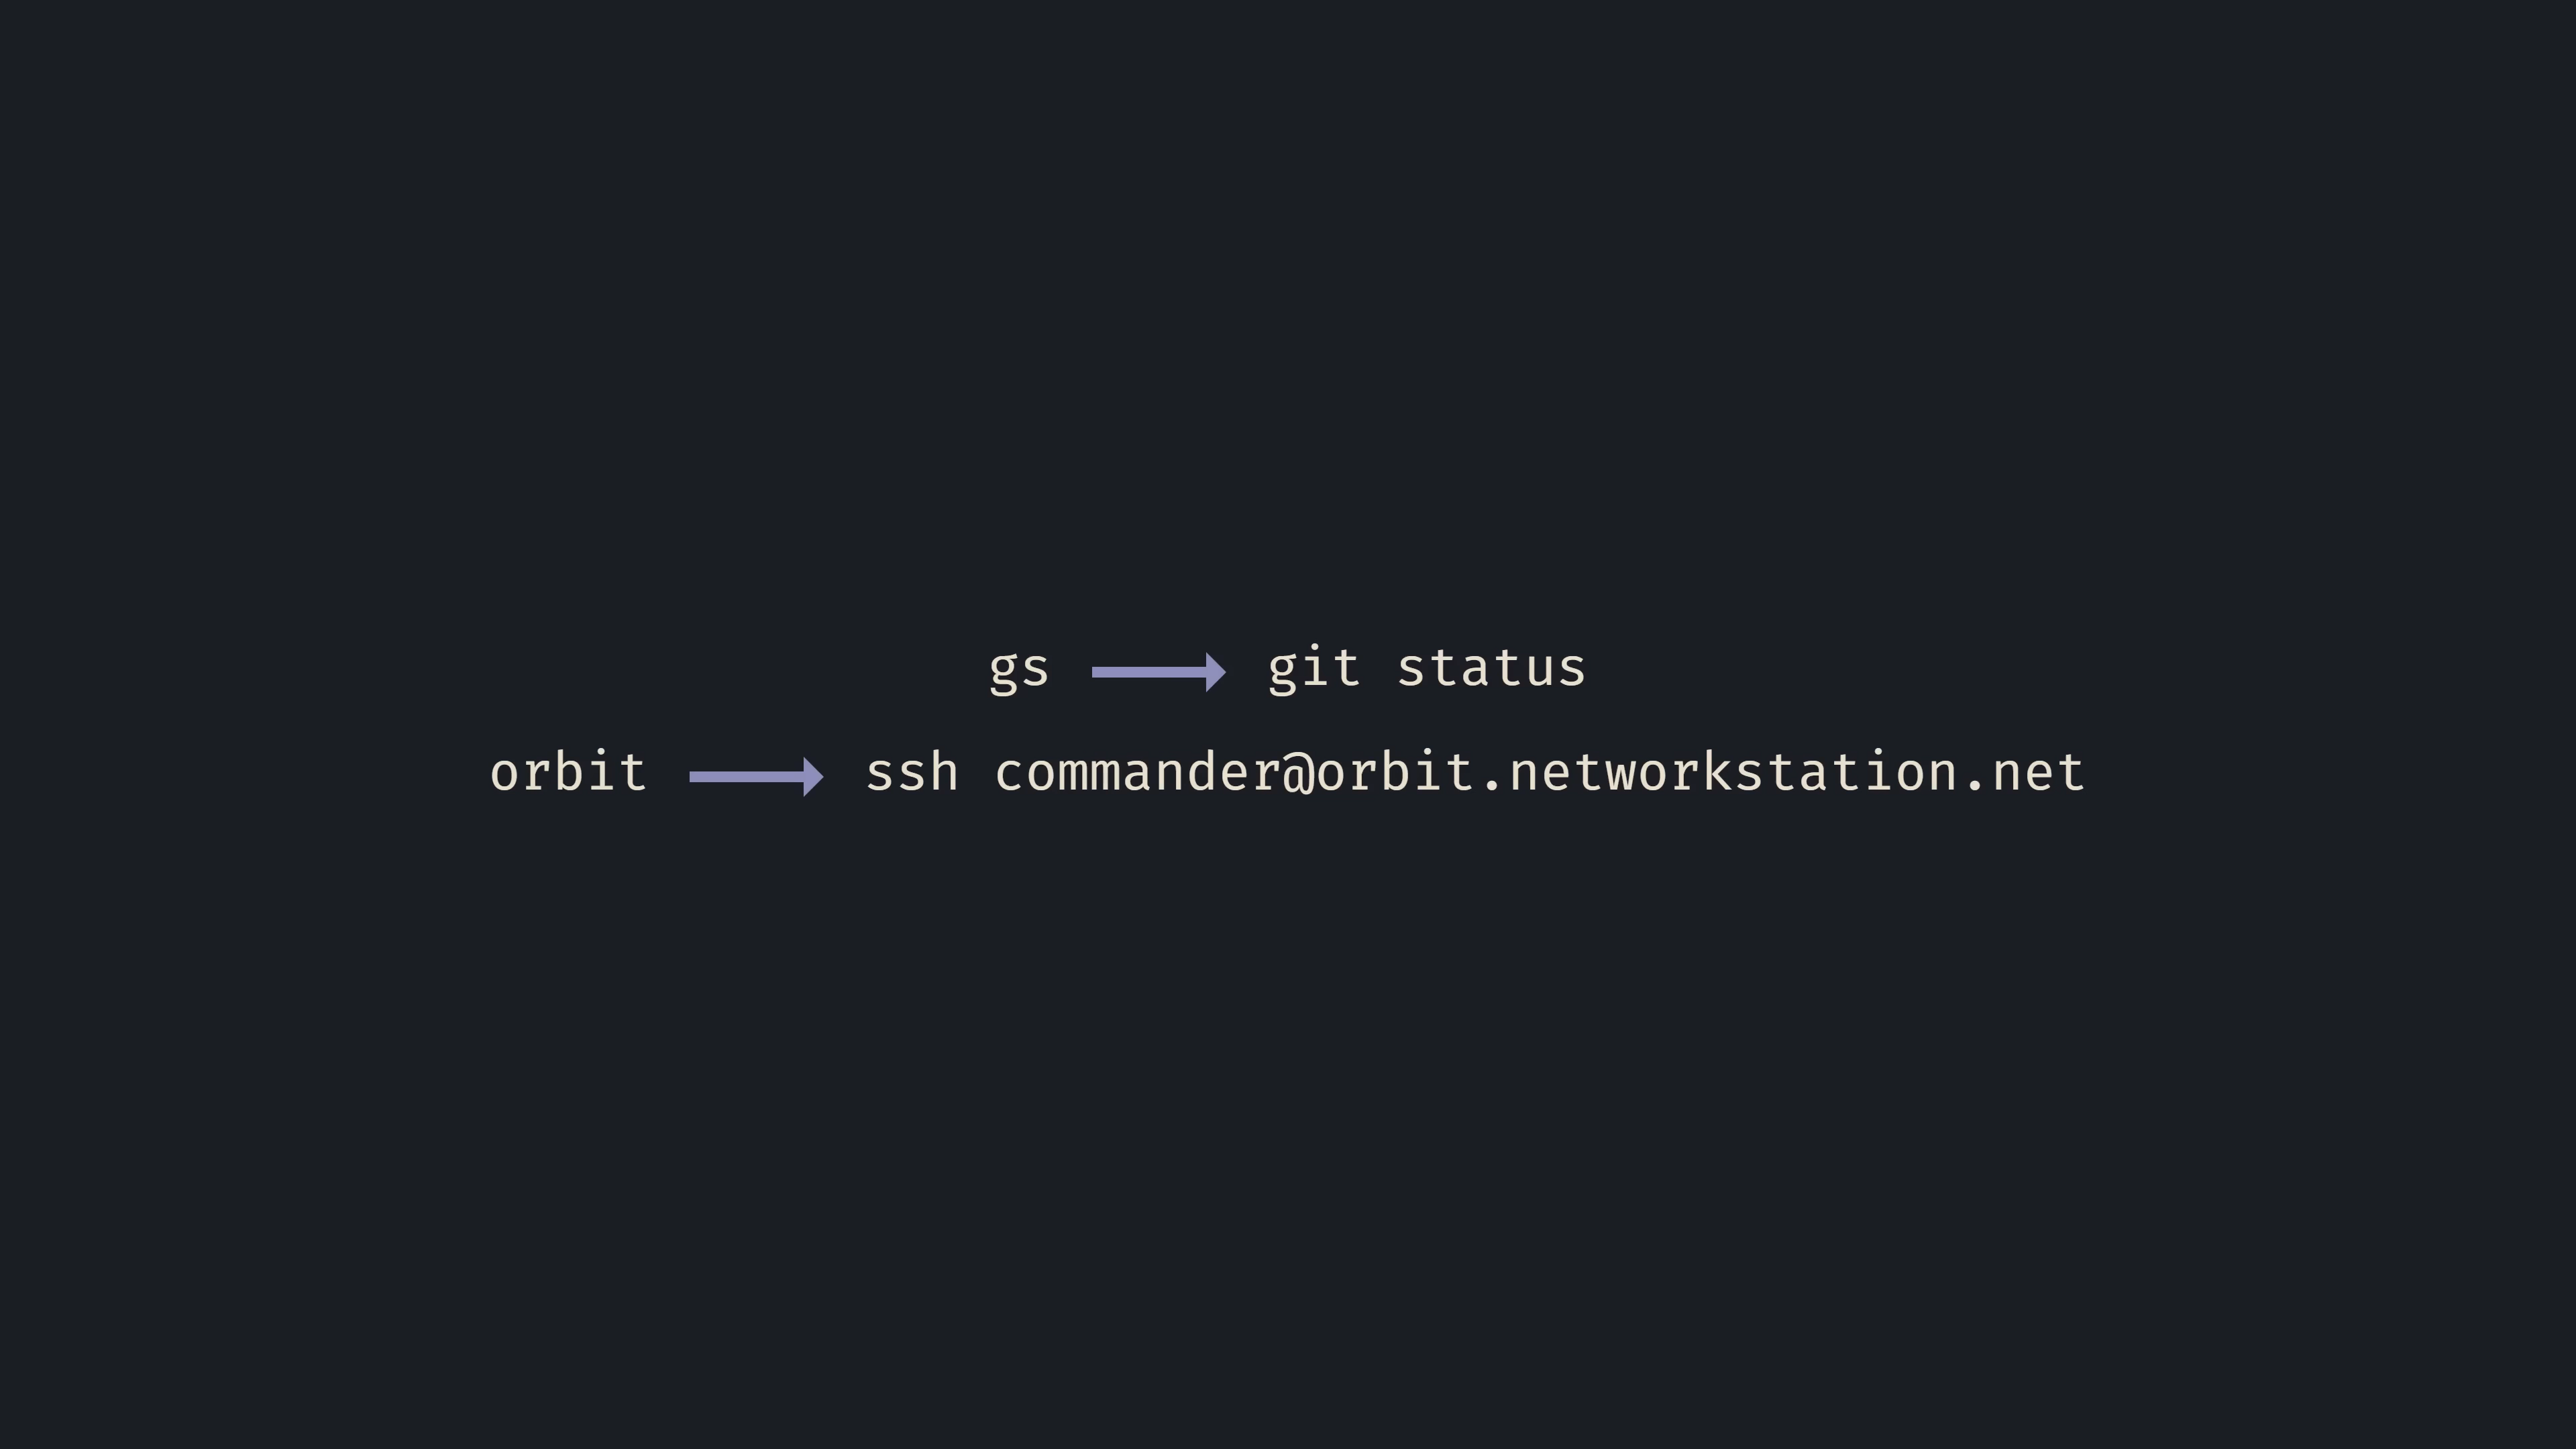 gs → git status
orbit → ssh commander@orbit.networkstation.net